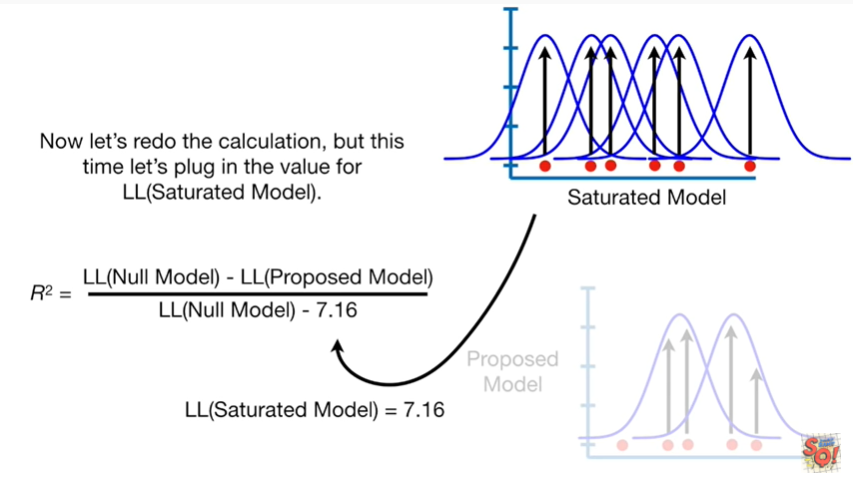 Now let's redo the calculation, but this
time let's plug in the value for
LL(Saturated Model).
Saturated Model
R² =
LL(Null Model) - LL(Proposed Model)
LL(Null Model) - 7.16
Proposed
Model
LL(Saturated Model) = 7.16
SQ!